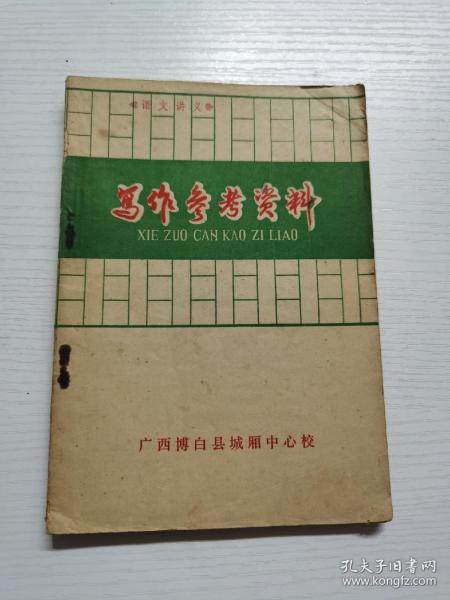 语文讲义
写作参考资料
XIE ZUO CAN KAO ZI LIAO
广西博白县城厢中心校
孔夫子旧书网
www.kongfz.com